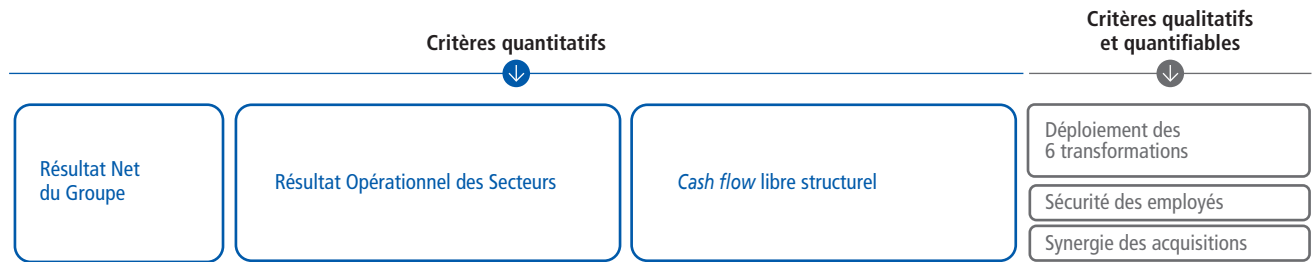 Critères quantitatifs
Critères qualitatifs
et quantifiables
Résultat Net
du Groupe
Résultat Opérationnel des Secteurs
Cash flow libre structurel
Déploiement des
6 transformations
Sécurité des employés
Synergie des acquisitions